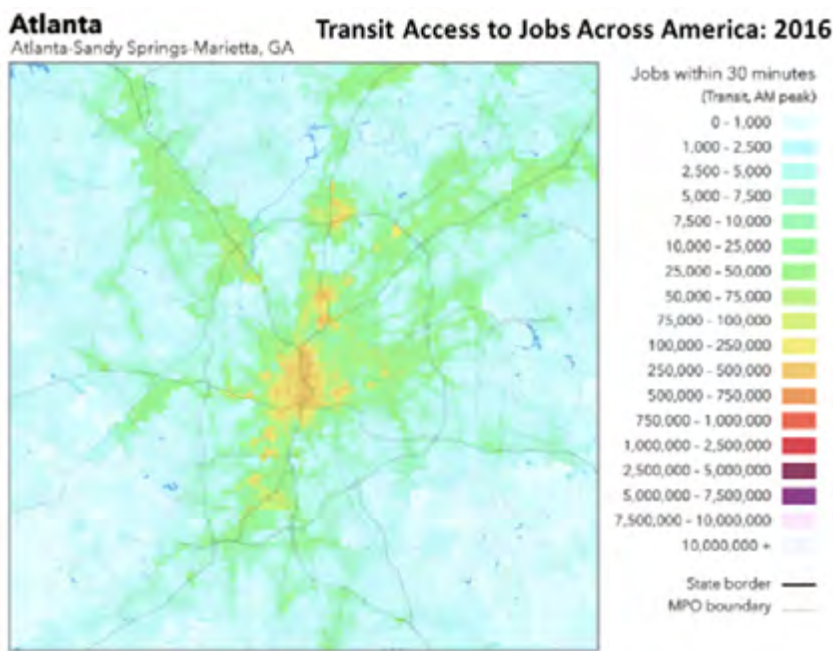 Atlanta
Atlanta-Sandy Springs-Marietta, GA
Transit Access to Jobs Across America: 2016
Jobs within 30 minutes
(Transit, AM peak)
0 - 1,000
1,000 - 2,500
2,500 - 5,000
5,000 - 7,500
7,500 - 10,000
10,000 - 25,000
25,000 - 50,000
50,000 - 75,000
75,000 - 100,000
100,000 - 250,000
250,000 - 500,000
500,000 - 750,000
750,000 - 1,000,000
1,000,000 - 2,500,000
2,500,000 - 5,000,000
5,000,000 - 7,500,000
7,500,000 - 10,000,000
10,000,000 +
State border
MPO boundary